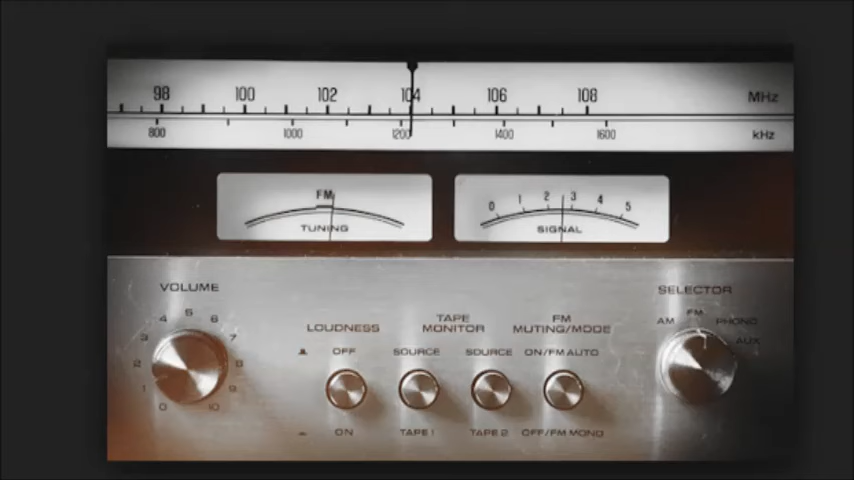 98 100 102 104 106 108 MHz
800 1000 1200 1400 1600 kHz
FM
TUNING
0 1 2 3 4 5
SIGNAL
VOLUME
0 1 2 3 4 5 6 7 8 9 10
LOUDNESS
OFF
ON
TAPE
MONITOR
SOURCE SOURCE
TAPE 1 TAPE 2
FM
MUTING/MODE
ON/FM AUTO
OFF/FM MONO
SELECTOR
AM FM PHONO AUX